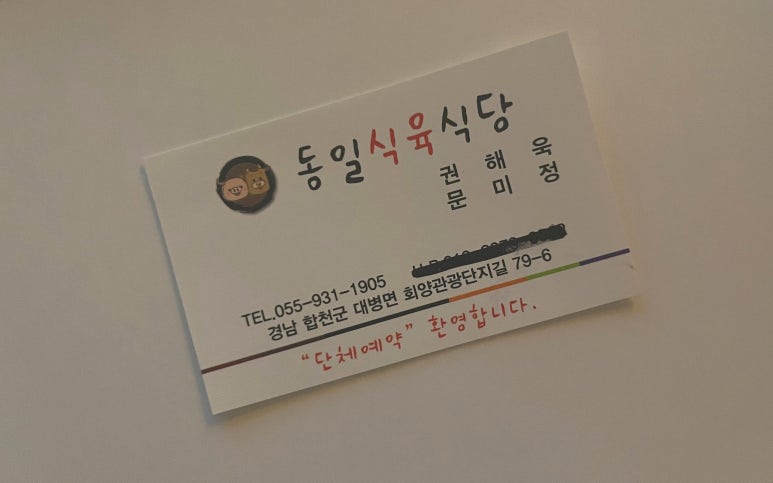 동일식육식당
권해욱
문미정
TEL.055-931-1905
경남 합천군 대병면 회양관광단지길 79-6
“단체예약” 환영합니다.